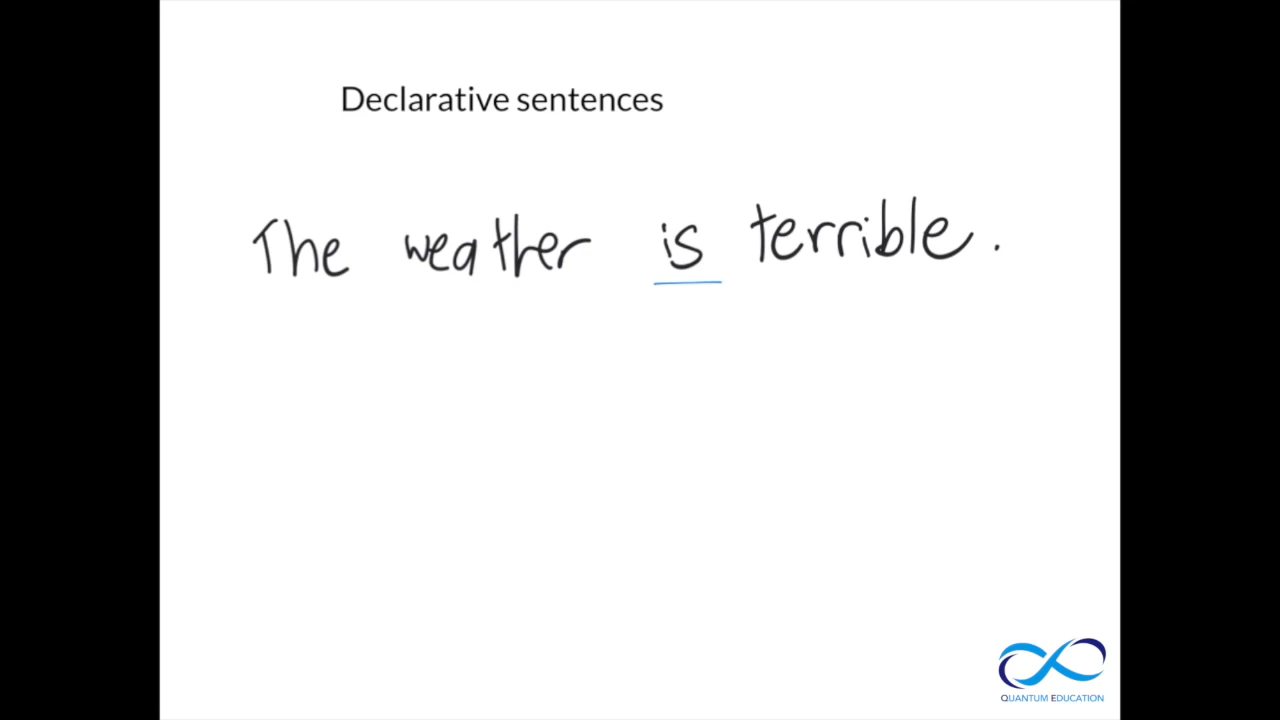 Declarative sentences
The weather is terrible.
QUANTUM EDUCATION